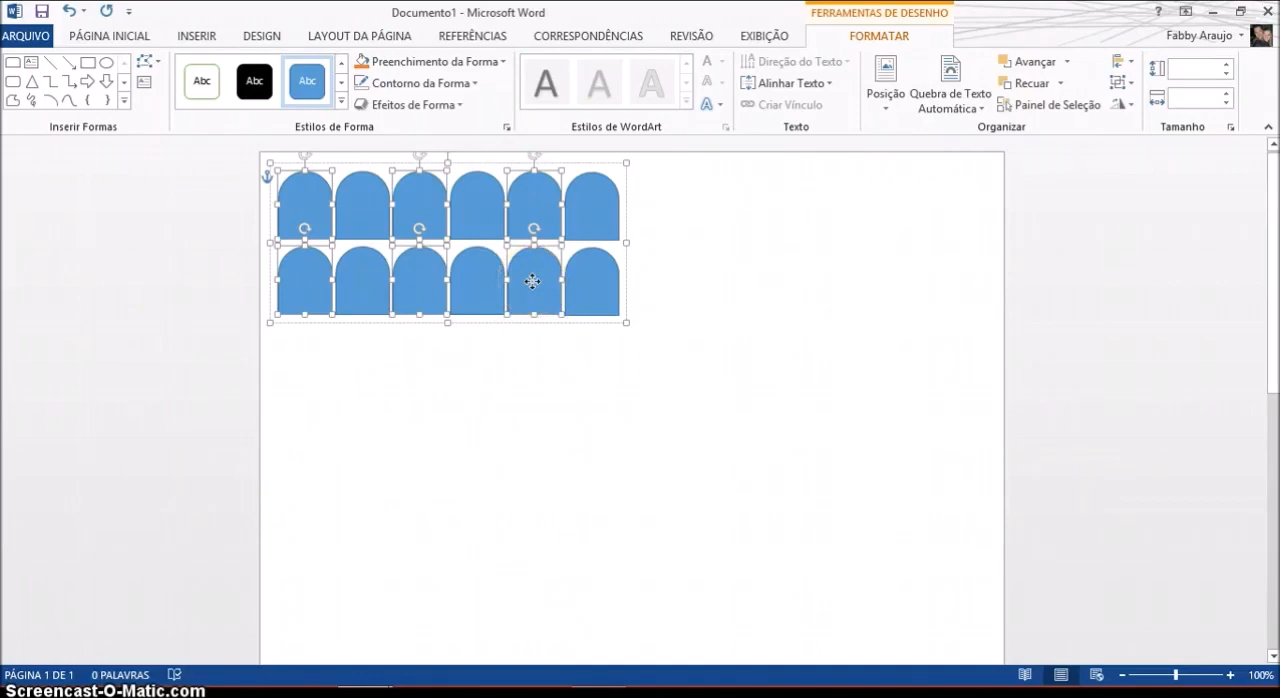 Documento1 - Microsoft Word
FERRAMENTAS DE DESENHO
?
ARQUIVO PÁGINA INICIAL INSERIR DESIGN LAYOUT DA PÁGINA REFERÊNCIAS CORRESPONDÊNCIAS REVISÃO EXIBIÇÃO FORMATAR Fabby Araujo
Abc Abc Abc
Preenchimento da Forma
Contorno da Forma
Efeitos de Forma
A A A
A
A
A
Direção do Texto
Alinhar Texto
Criar Vínculo
Posição
Quebra de Texto
Automática
Avançar
Recuar
Painel de Seleção
Inserir Formas Estilos de Forma Estilos de WordArt Texto Organizar Tamanho
PÁGINA 1 DE 1 0 PALAVRAS 100%
Screencast-O-Matic.com